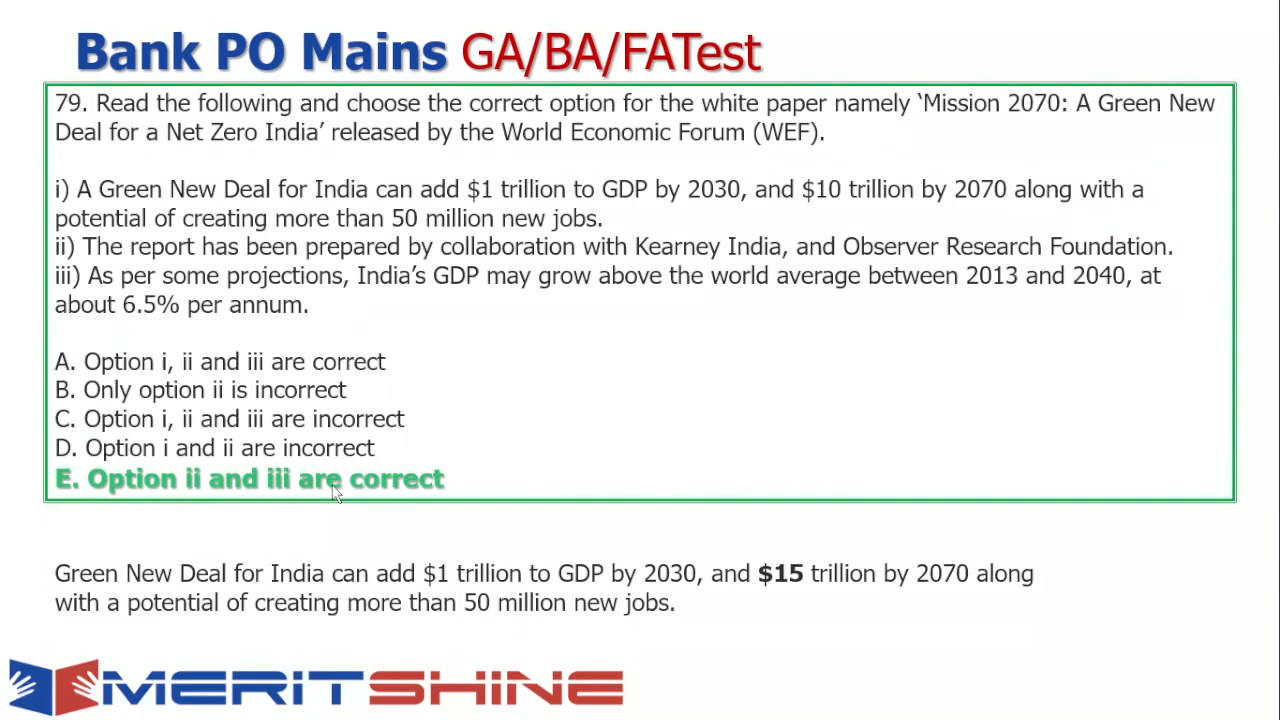 Bank PO Mains GA/BA/FATest
79. Read the following and choose the correct option for the white paper namely ‘Mission 2070: A Green New
Deal for a Net Zero India’ released by the World Economic Forum (WEF).
i) A Green New Deal for India can add $1 trillion to GDP by 2030, and $10 trillion by 2070 along with a
potential of creating more than 50 million new jobs.
ii) The report has been prepared by collaboration with Kearney India, and Observer Research Foundation.
iii) As per some projections, India’s GDP may grow above the world average between 2013 and 2040, at
about 6.5% per annum.
A. Option i, ii and iii are correct
B. Only option ii is incorrect
C. Option i, ii and iii are incorrect
D. Option i and ii are incorrect
E. Option ii and iii are correct
Green New Deal for India can add $1 trillion to GDP by 2030, and $15 trillion by 2070 along
with a potential of creating more than 50 million new jobs.
MERITSHINE